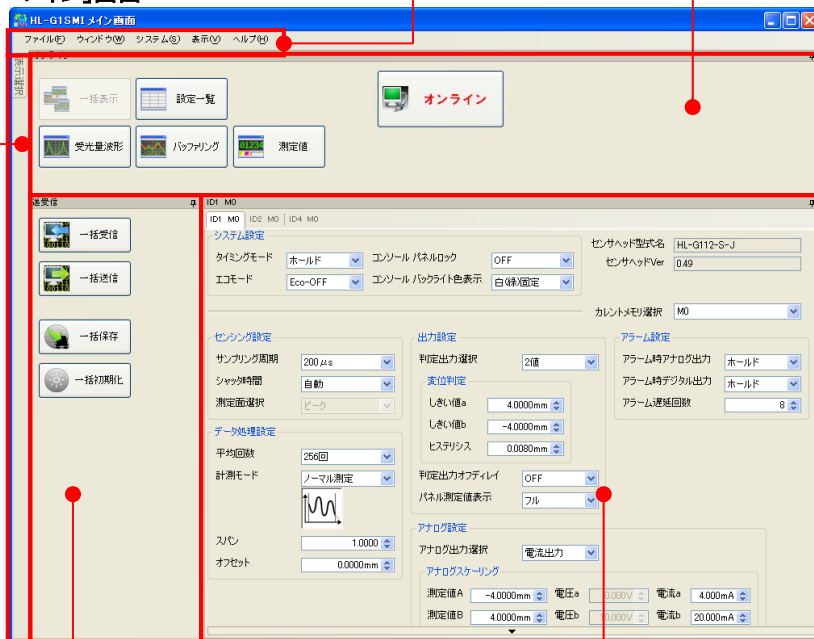 HL-G1SMI メイン画面
ファイル(F) ウィンドウ(W) システム(S) 表示(V) ヘルプ(H)
表示選択
一括表示
設定一覧
オンライン
受光量波形
バッファリング
01234
測定値
送受信
一括受信
一括送信
一括保存
一括初期化
ID1 M0
ID1 M0 ID2 M0 ID4 M0
システム設定
タイミングモード ホールド コンソール パネルロック OFF
エコモード Eco-OFF コンソール バックライト色表示 白(緑)固定
センサヘッド型式名 HL-G112-S-J
センサヘッドVer 0.49
カレントメモリ選択 M0
センシング設定
サンプリング周期 200μs
シャッタ時間 自動
測定面選択 ピーク
データ処理設定
平均回数 256回
計測モード ノーマル測定
スパン 1.0000
オフセット 0.0000mm
出力設定
判定出力選択 2値
変位判定
しきい値a 4.0000mm
しきい値b -4.0000mm
ヒステリシス 0.0080mm
判定出力オフディレイ OFF
パネル測定値表示 フル
アナログ設定
アナログ出力選択 電流出力
アナログスケーリング
測定値A -4.0000mm 電圧a 電流a 4.000mA
測定値B 4.0000mm 電圧b 電流b 20.000mA
アラーム設定
アラーム時アナログ出力 ホールド
アラーム時デジタル出力 ホールド
アラーム遅延回数 8